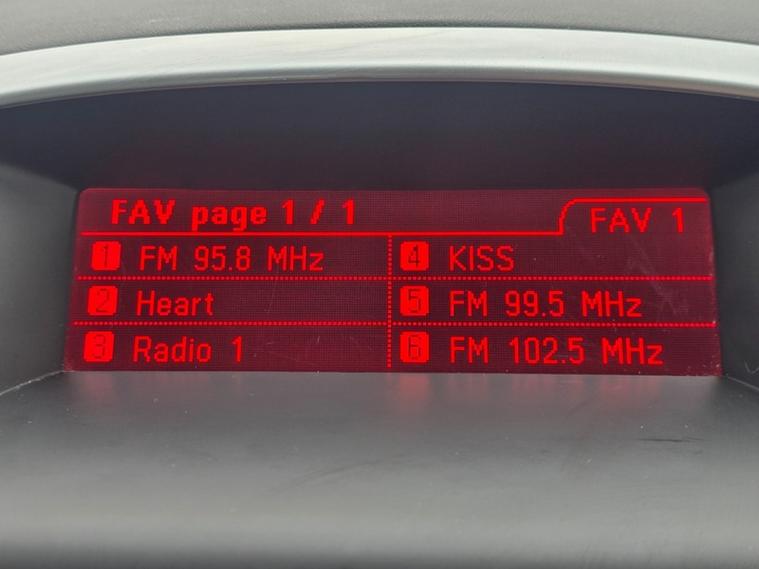 FAV page 1 / 1
FAV 1
1 FM 95.8 MHz
4 KISS
2 Heart
5 FM 99.5 MHz
3 Radio 1
6 FM 102.5 MHz